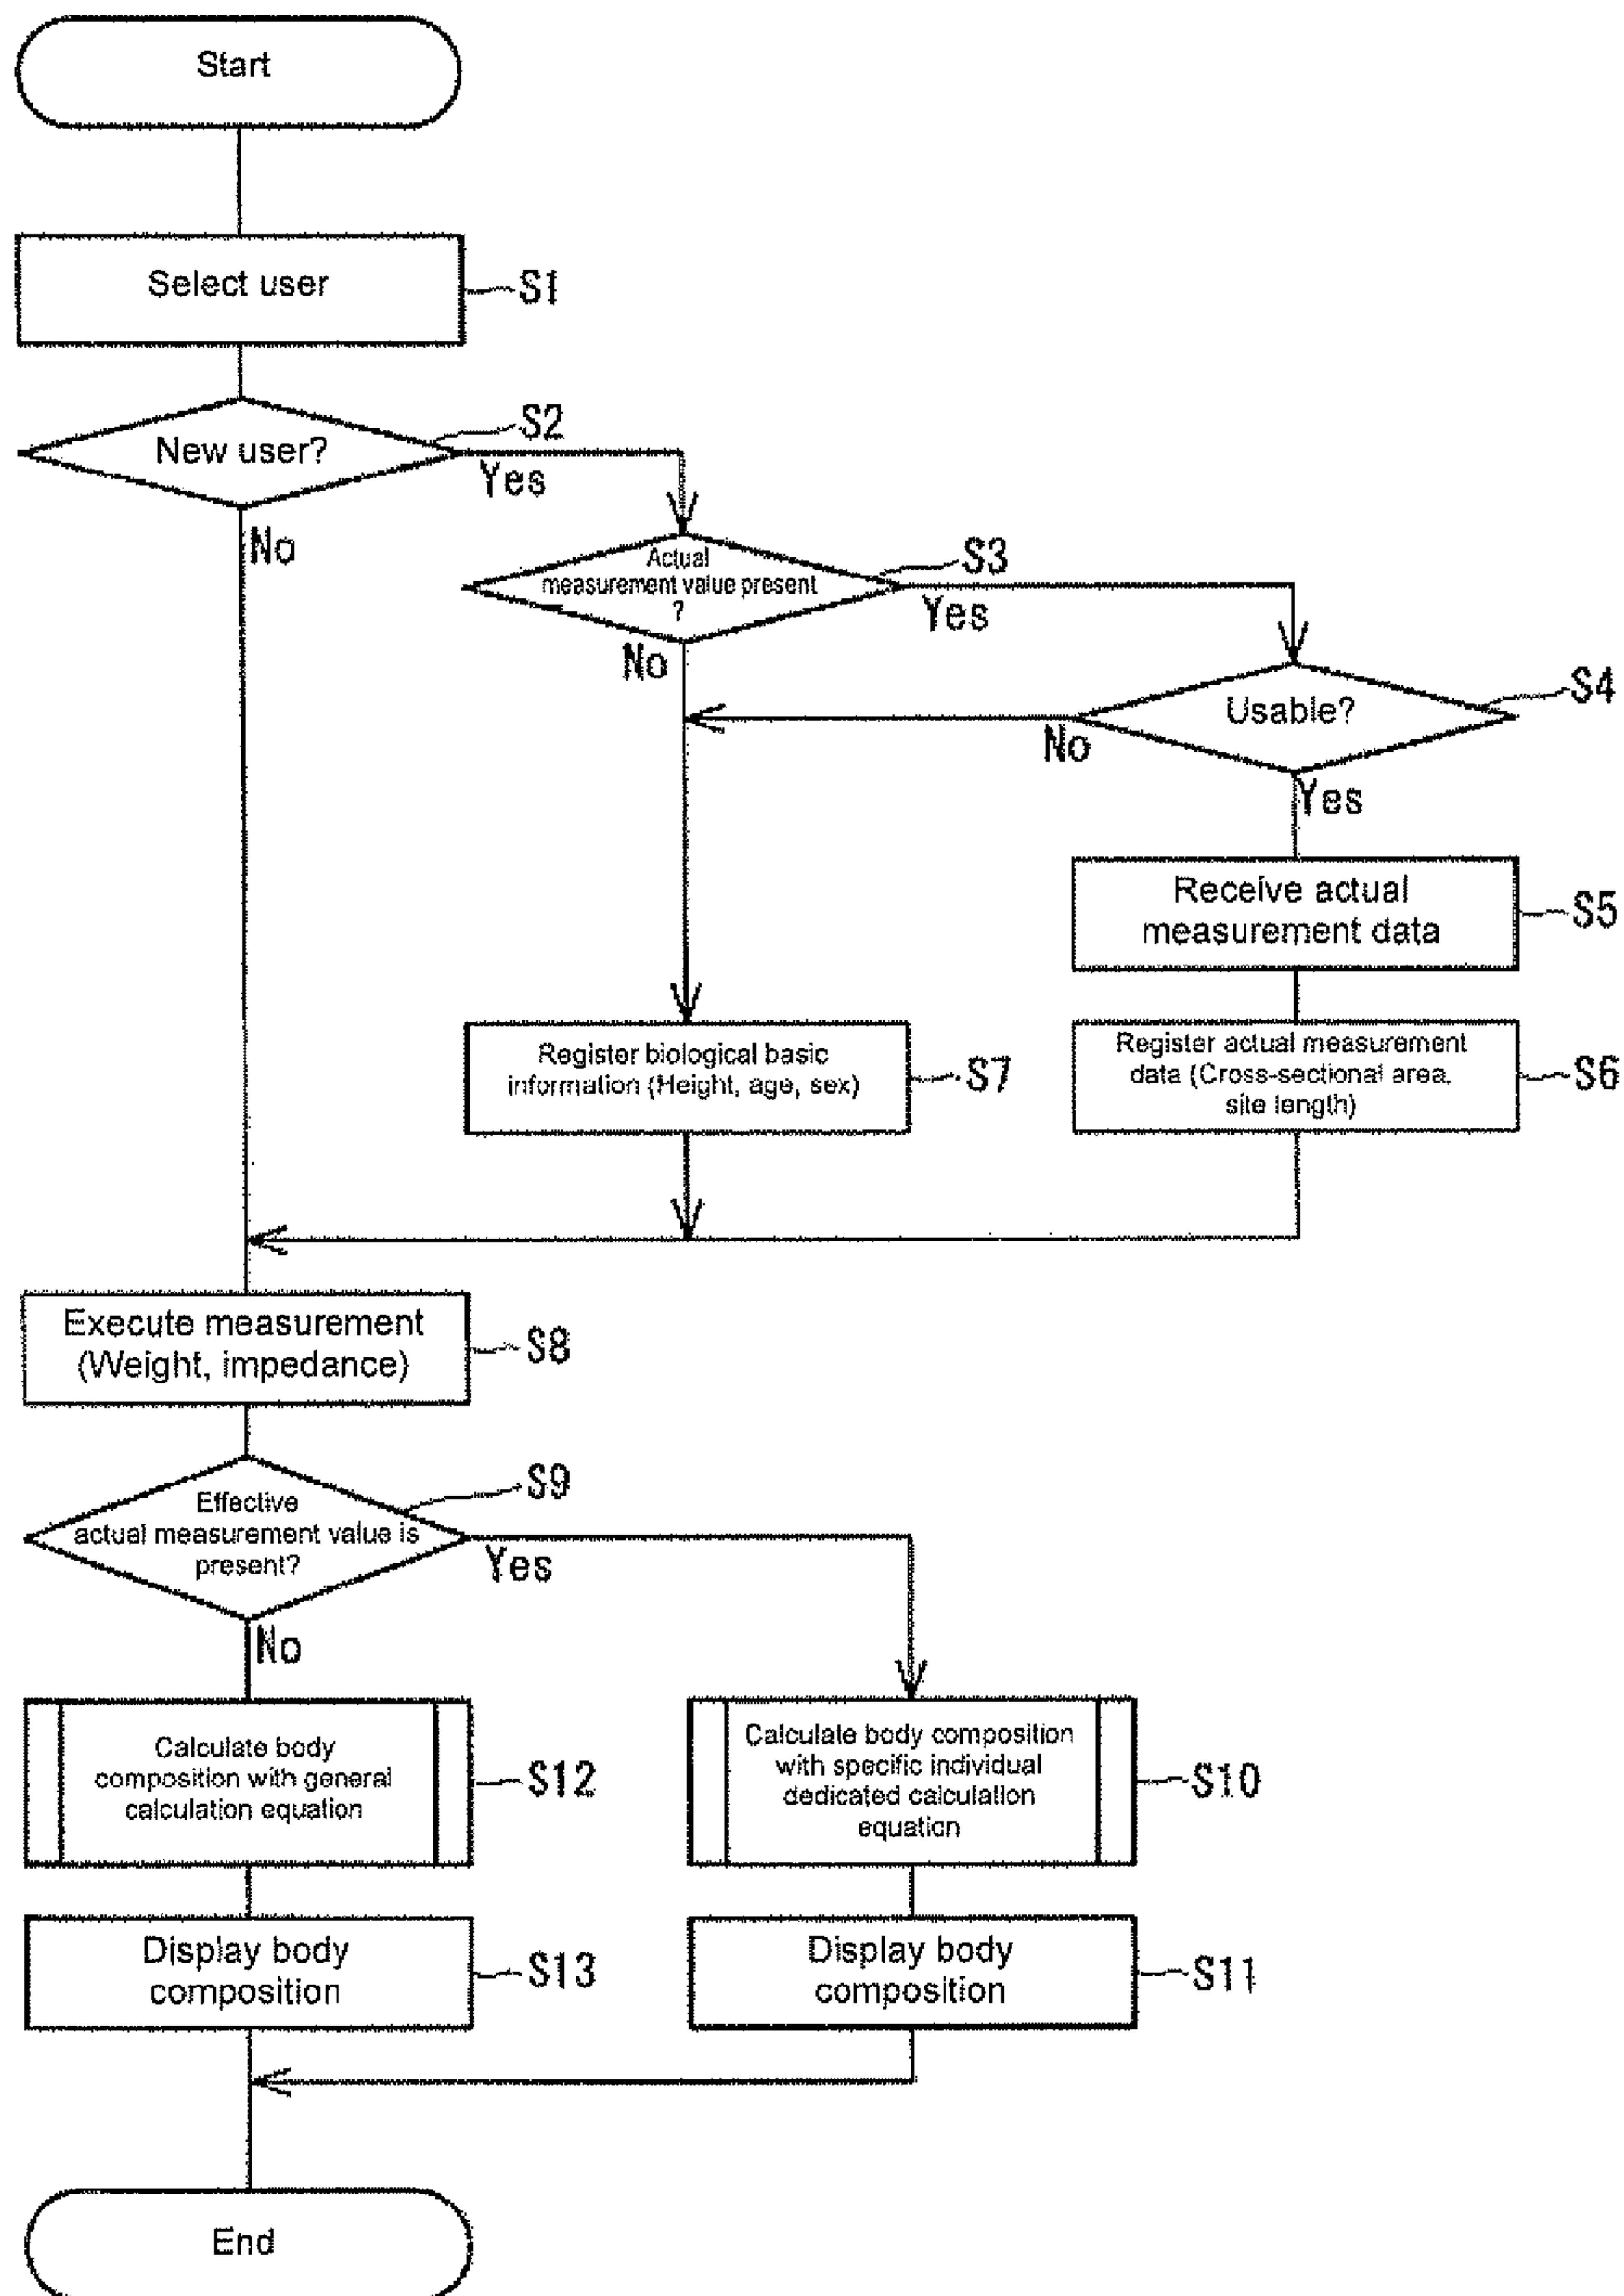 Start
Select user
S1
New user?
S2
Yes
No
Actual
measurement value present
?
S3
Yes
No
Usable?
S4
No
Yes
Receive actual
measurement data
S5
Register biological basic
information (Height, age, sex)
S7
Register actual measurement
data (Cross-sectional area,
site length)
S6
Execute measurement
(Weight, impedance)
S8
Effective
actual measurement value is
present?
S9
Yes
No
Calculate body
composition with general
calculation equation
S12
Calculate body composition
with specific individual
dedicated calculation
equation
S10
Display body
composition
S13
Display body
composition
S11
End